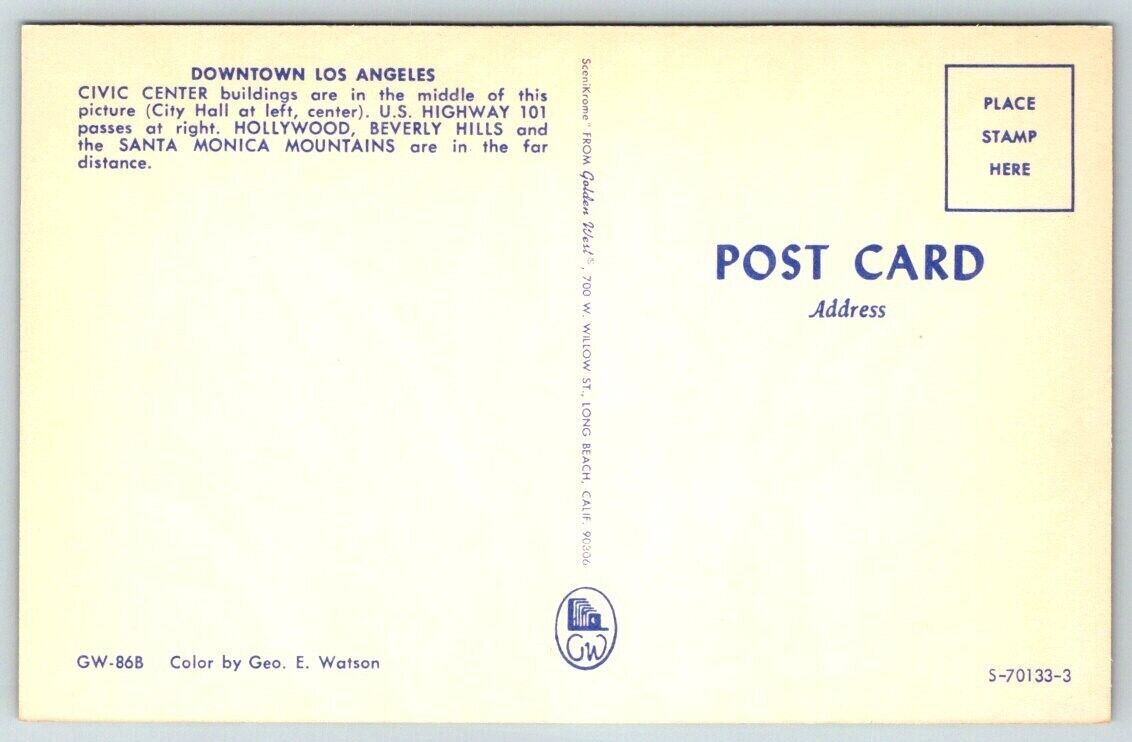 DOWNTOWN LOS ANGELES
CIVIC CENTER buildings are in the middle of this
picture (City Hall at left, center). U.S. HIGHWAY 101
passes at right. HOLLYWOOD, BEVERLY HILLS and
the SANTA MONICA MOUNTAINS are in the far
distance.
GW-86B Color by Geo. E. Watson
SceniKrome" FROM Golden West®, 700 W. WILLOW ST., LONG BEACH, CALIF. 90806
GW
PLACE
STAMP
HERE
POST CARD
Address
S-70133-3